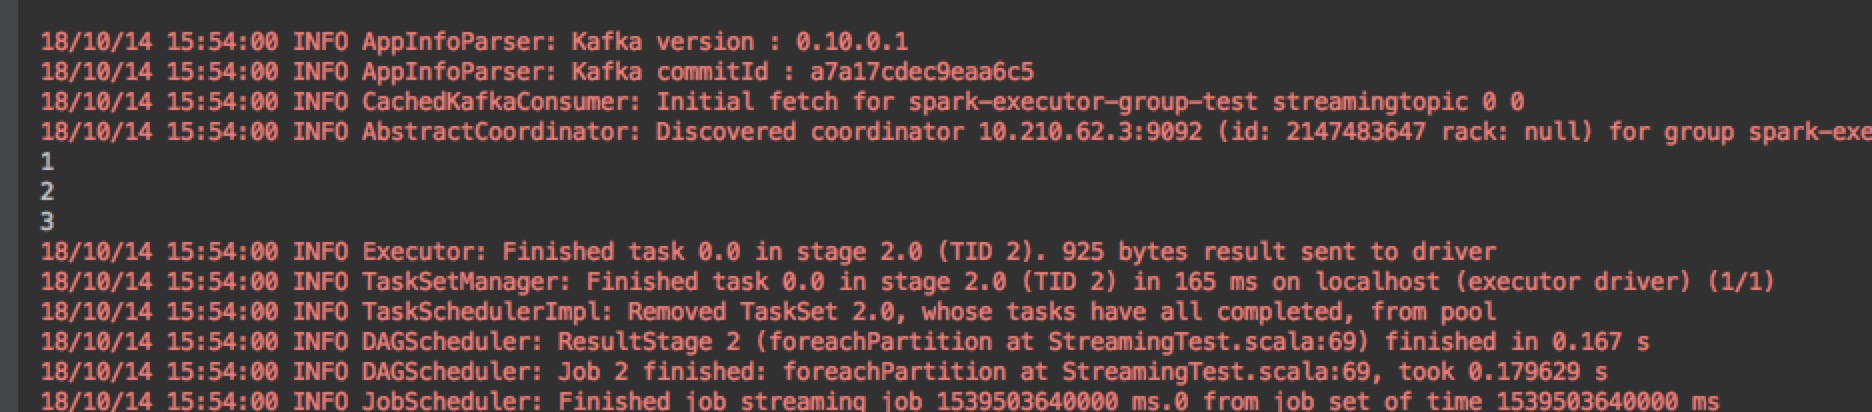 18/10/14 15:54:00 INFO AppInfoParser: Kafka version : 0.10.0.1
18/10/14 15:54:00 INFO AppInfoParser: Kafka commitId : a7a17cdec9eaa6c5
18/10/14 15:54:00 INFO CachedKafkaConsumer: Initial fetch for spark-executor-group-test streamingtopic 0 0
18/10/14 15:54:00 INFO AbstractCoordinator: Discovered coordinator 10.210.62.3:9092 (id: 2147483647 rack: null) for group spark-exe
1
2
3
18/10/14 15:54:00 INFO Executor: Finished task 0.0 in stage 2.0 (TID 2). 925 bytes result sent to driver
18/10/14 15:54:00 INFO TaskSetManager: Finished task 0.0 in stage 2.0 (TID 2) in 165 ms on localhost (executor driver) (1/1)
18/10/14 15:54:00 INFO TaskSchedulerImpl: Removed TaskSet 2.0, whose tasks have all completed, from pool
18/10/14 15:54:00 INFO DAGScheduler: ResultStage 2 (foreachPartition at StreamingTest.scala:69) finished in 0.167 s
18/10/14 15:54:00 INFO DAGScheduler: Job 2 finished: foreachPartition at StreamingTest.scala:69, took 0.179629 s
18/10/14 15:54:00 INFO JobScheduler: Finished job streaming job 1539503640000 ms.0 from job set of time 1539503640000 ms